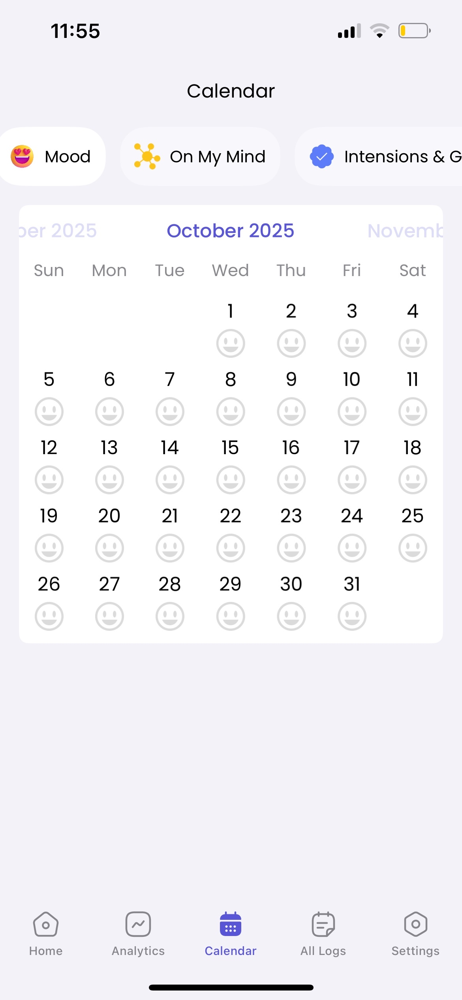 11:55
Calendar
Mood On My Mind Intensions & G
ber 2025 October 2025 Novemb
Sun Mon Tue Wed Thu Fri Sat
1 2 3 4
5 6 7 8 9 10 11
12 13 14 15 16 17 18
19 20 21 22 23 24 25
26 27 28 29 30 31
Home Analytics Calendar All Logs Settings